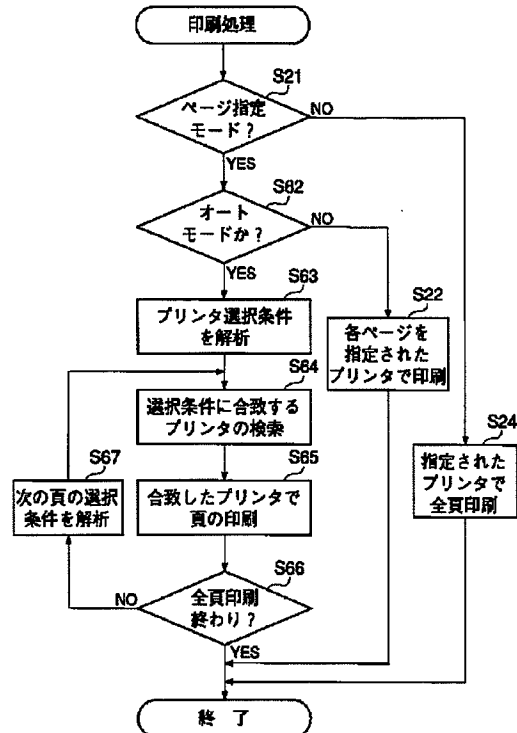 印刷処理
S21
ページ指定
モード?
NO
YES
S62
オート
モードか?
NO
YES
S63
プリンタ選択条件
を解析
S22
各ページを
指定された
プリンタで印刷
S64
選択条件に合致する
プリンタの検索
S67
次の頁の選択
条件を解析
S65
合致したプリンタで
頁の印刷
S24
指定された
プリンタで
全頁印刷
S66
全頁印刷
終わり?
NO
YES
終 了